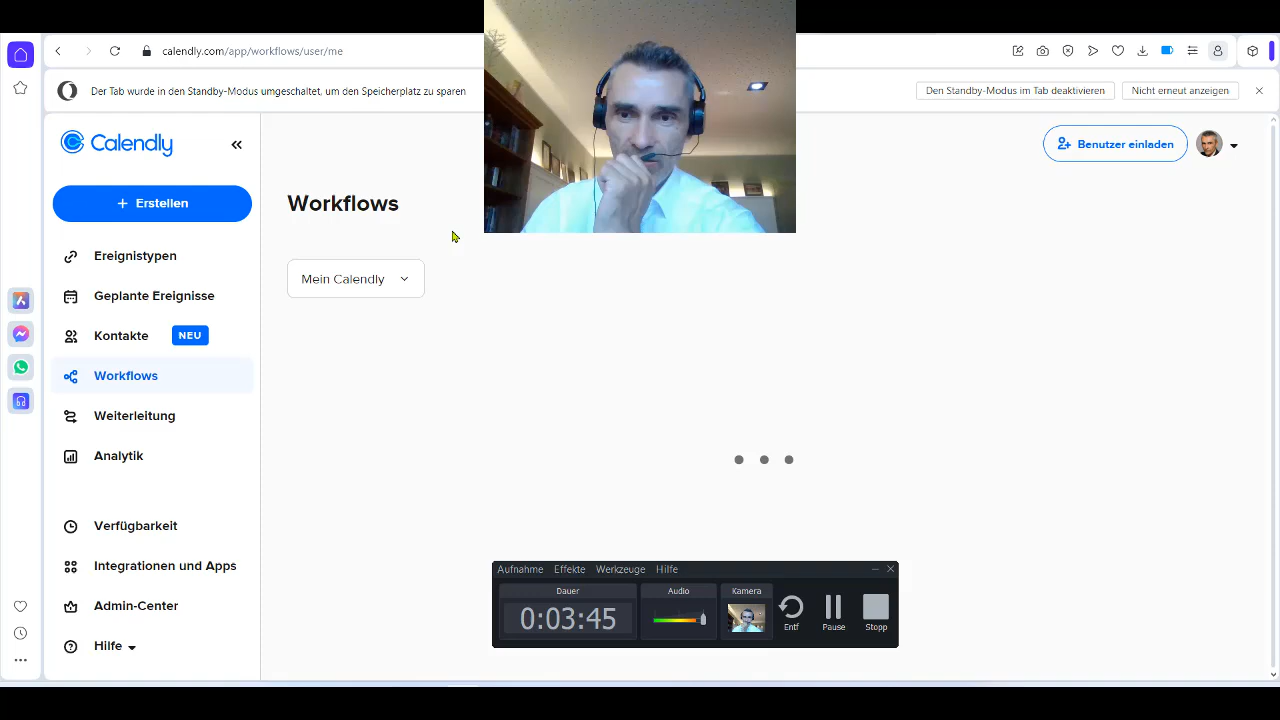 calendly.com/app/workflows/user/me
Der Tab wurde in den Standby-Modus umgeschaltet, um den Speicherplatz zu sparen
Den Standby-Modus im Tab deaktivieren
Nicht erneut anzeigen
Calendly
Benutzer einladen
+ Erstellen
Workflows
Ereignistypen
Mein Calendly
Geplante Ereignisse
Kontakte NEU
Workflows
Weiterleitung
Analytik
Verfügbarkeit
Integrationen und Apps
Admin-Center
Hilfe
Aufnahme Effekte Werkzeuge Hilfe
Dauer
Audio
Kamera
0:03:45
Entf
Pause
Stopp